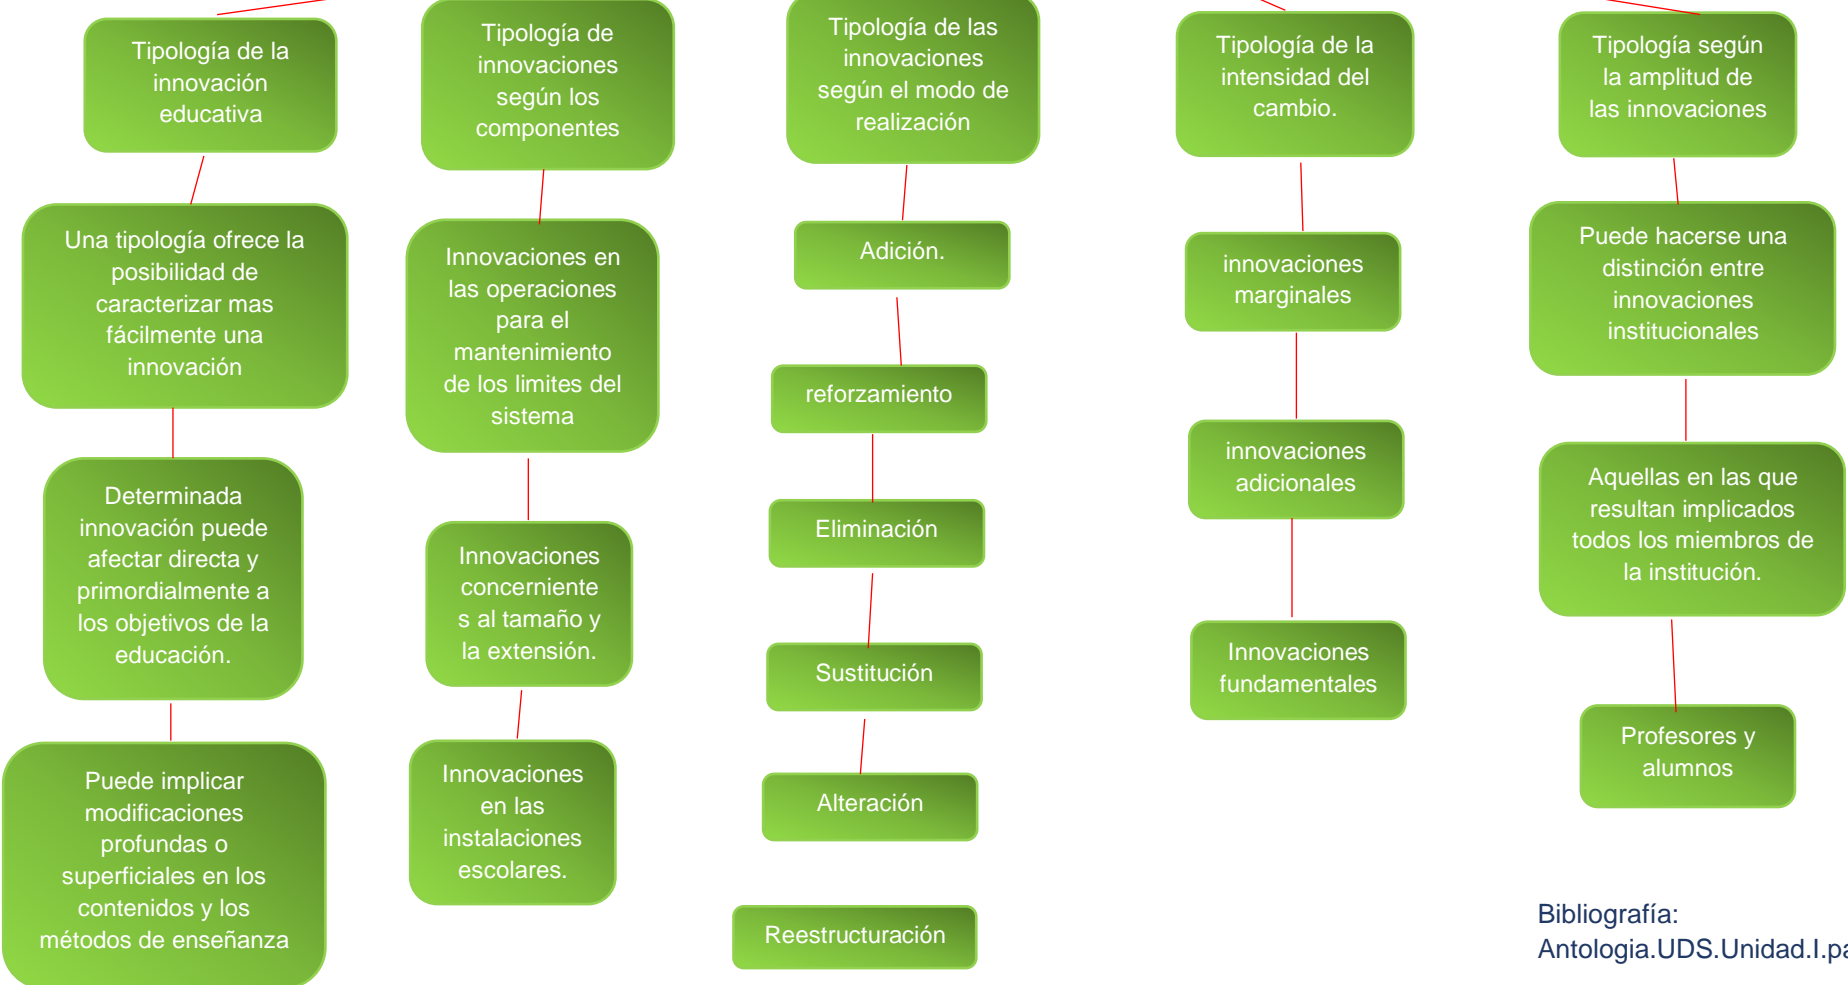 Tipología de la
innovación
educativa
Una tipología ofrece la
posibilidad de
caracterizar mas
fácilmente una
innovación
Determinada
innovación puede
afectar directa y
primordialmente a
los objetivos de la
educación.
Puede implicar
modificaciones
profundas o
superficiales en los
contenidos y los
métodos de enseñanza
Tipología de
innovaciones
según los
componentes
Innovaciones en
las operaciones
para el
mantenimiento
de los limites del
sistema
Innovaciones
concerniente
s al tamaño y
la extensión.
Innovaciones
en las
instalaciones
escolares.
Tipología de las
innovaciones
según el modo de
realización
Adición.
reforzamiento
Eliminación
Sustitución
Alteración
Reestructuración
Tipología de la
intensidad del
cambio.
innovaciones
marginales
innovaciones
adicionales
Innovaciones
fundamentales
Tipología según
la amplitud de
las innovaciones
Puede hacerse una
distinción entre
innovaciones
institucionales
Aquellas en las que
resultan implicados
todos los miembros de
la institución.
Profesores y
alumnos
Bibliografía:
Antologia.UDS.Unidad.I.pa